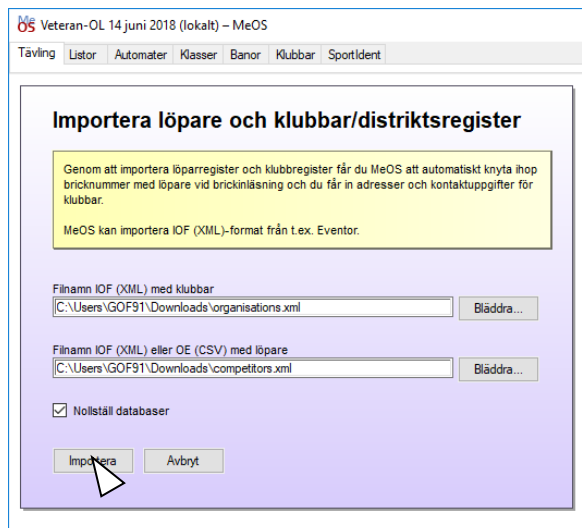 MeOS Veteran-OL 14 juni 2018 (lokalt) – MeOS
Tävling Listor Automater Klasser Banor Klubbar SportIdent
Importera löpare och klubbar/distriktsregister
Genom att importera löparregister och klubbregister får du MeOS att automatiskt knyta ihop
bricknummer med löpare vid brickinläsning och du får in adresser och kontaktuppgifter för
klubbar.
MeOS kan importera IOF (XML)-format från t.ex. Eventor.
Filnamn IOF (XML) med klubbar
C:\Users\GOF91\Downloads\organisations.xml Bläddra...
Filnamn IOF (XML) eller OE (CSV) med löpare
C:\Users\GOF91\Downloads\competitors.xml Bläddra...
Nollställ databaser
Importera Avbryt